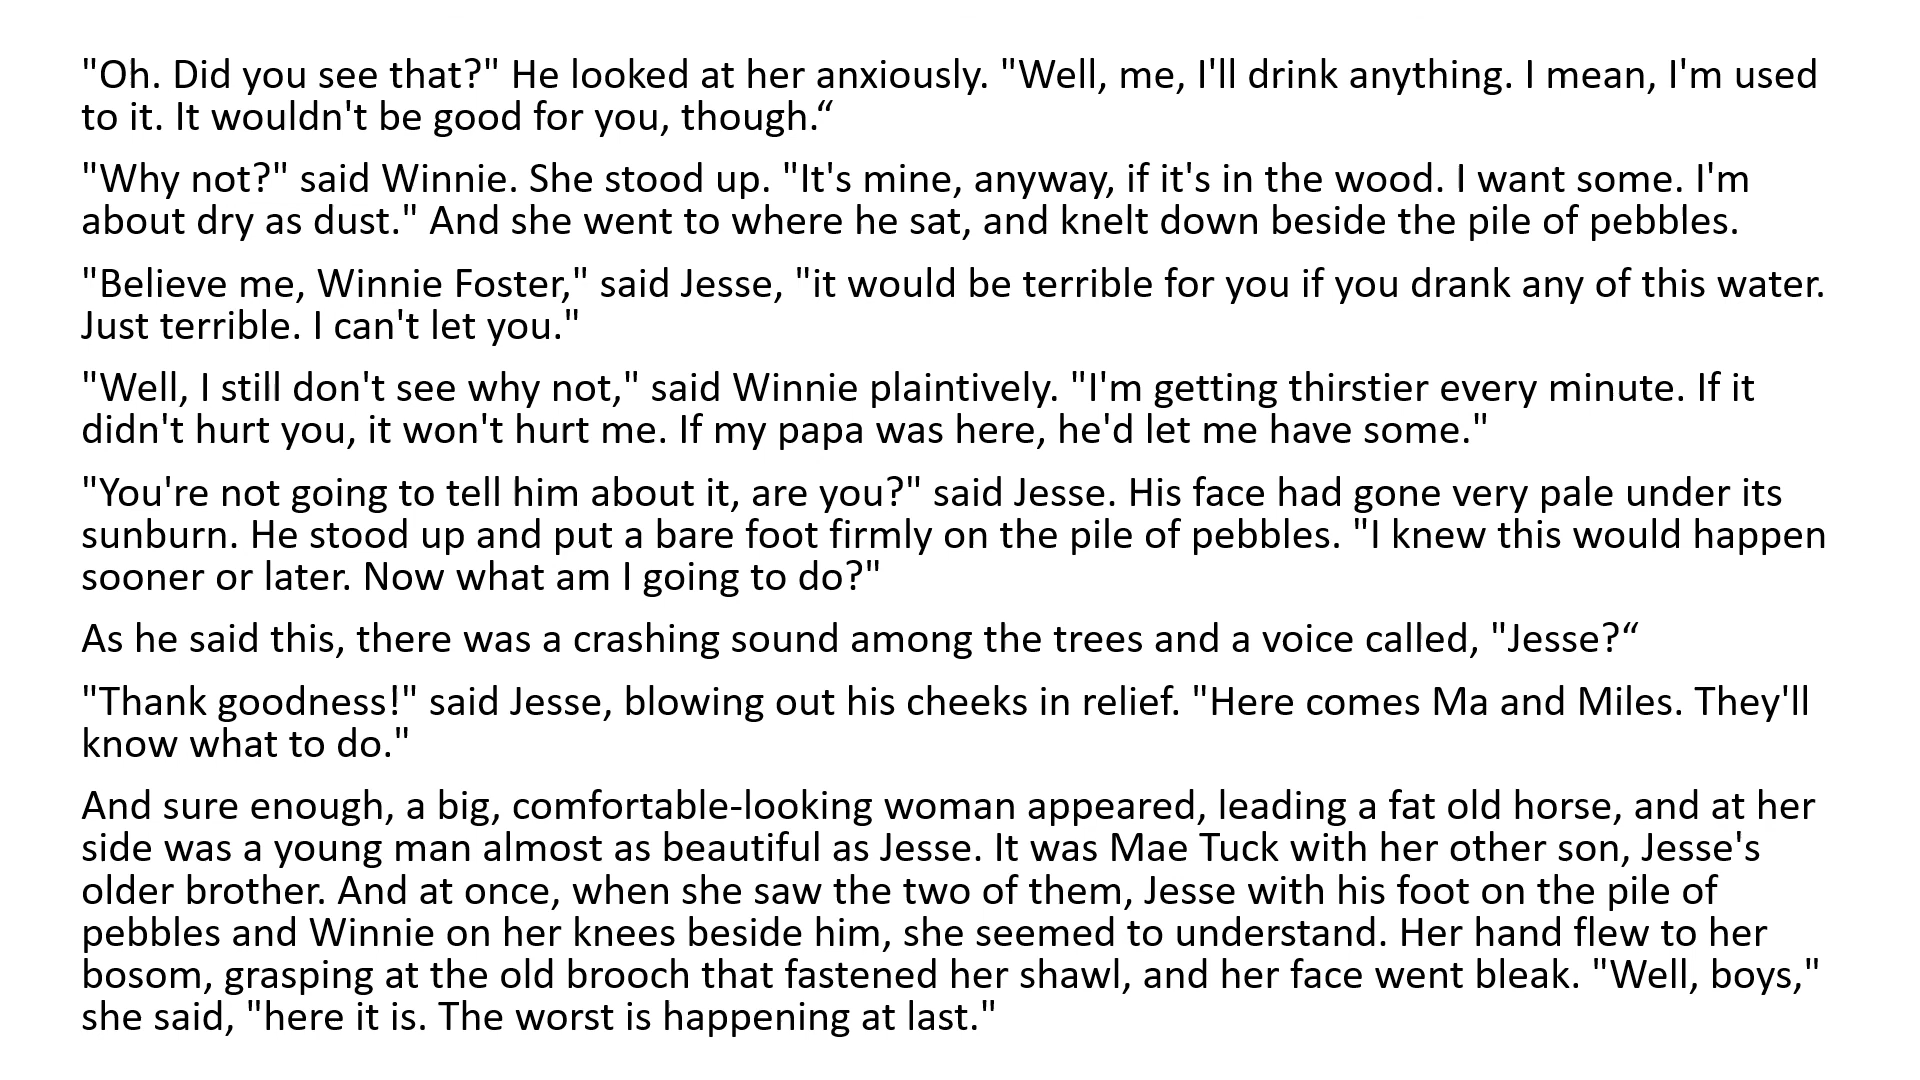 "Oh. Did you see that?" He looked at her anxiously. "Well, me, I'll drink anything. I mean, I'm used
to it. It wouldn't be good for you, though.“
"Why not?" said Winnie. She stood up. "It's mine, anyway, if it's in the wood. I want some. I'm
about dry as dust." And she went to where he sat, and knelt down beside the pile of pebbles.
"Believe me, Winnie Foster," said Jesse, "it would be terrible for you if you drank any of this water.
Just terrible. I can't let you."
"Well, I still don't see why not," said Winnie plaintively. "I'm getting thirstier every minute. If it
didn't hurt you, it won't hurt me. If my papa was here, he'd let me have some."
"You're not going to tell him about it, are you?" said Jesse. His face had gone very pale under its
sunburn. He stood up and put a bare foot firmly on the pile of pebbles. "I knew this would happen
sooner or later. Now what am I going to do?"
As he said this, there was a crashing sound among the trees and a voice called, "Jesse?“
"Thank goodness!" said Jesse, blowing out his cheeks in relief. "Here comes Ma and Miles. They'll
know what to do."
And sure enough, a big, comfortable-looking woman appeared, leading a fat old horse, and at her
side was a young man almost as beautiful as Jesse. It was Mae Tuck with her other son, Jesse's
older brother. And at once, when she saw the two of them, Jesse with his foot on the pile of
pebbles and Winnie on her knees beside him, she seemed to understand. Her hand flew to her
bosom, grasping at the old brooch that fastened her shawl, and her face went bleak. "Well, boys,"
she said, "here it is. The worst is happening at last."